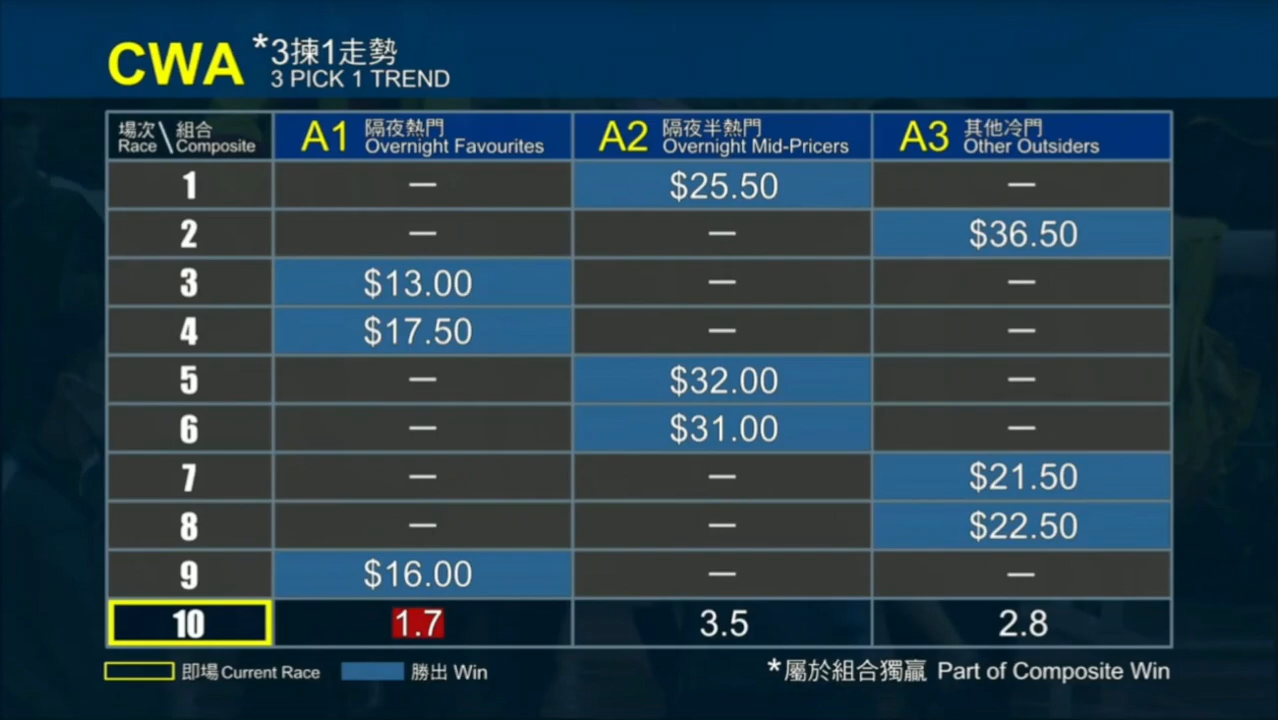 CWA *3揀1走勢
3 PICK 1 TREND
場次\組合 A1 隔夜熱門 A2 隔夜半熱門 A3 其他冷門
Race\Composite Overnight Favourites Overnight Mid-Pricers Other Outsiders
1 — $25.50 —
2 — — $36.50
3 $13.00 — —
4 $17.50 — —
5 — $32.00 —
6 — $31.00 —
7 — — $21.50
8 — — $22.50
9 $16.00 — —
10 1.7 3.5 2.8
即場 Current Race 勝出 Win *屬於組合獨贏 Part of Composite Win